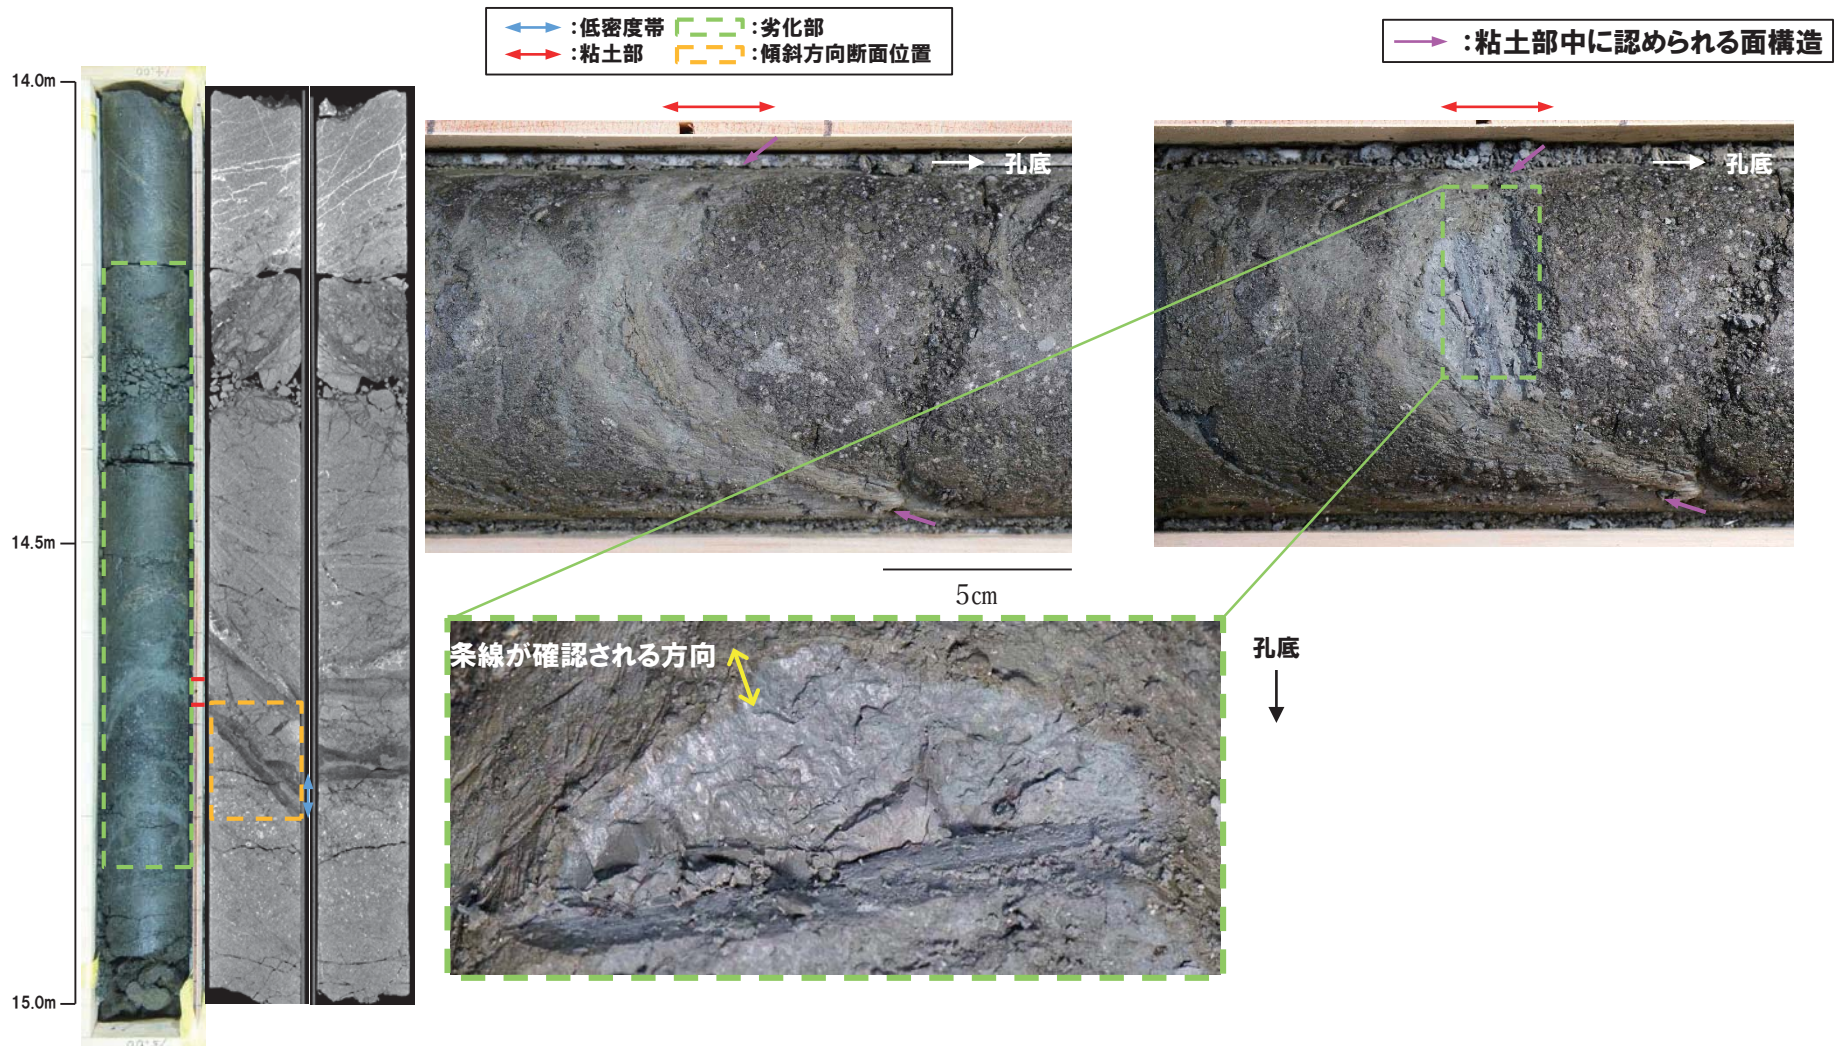 :低密度帯
:劣化部
:粘土部
:傾斜方向断面位置
:粘土部中に認められる面構造
14.0m
14.5m
15.0m
孔底
孔底
5cm
条線が確認される方向
孔底